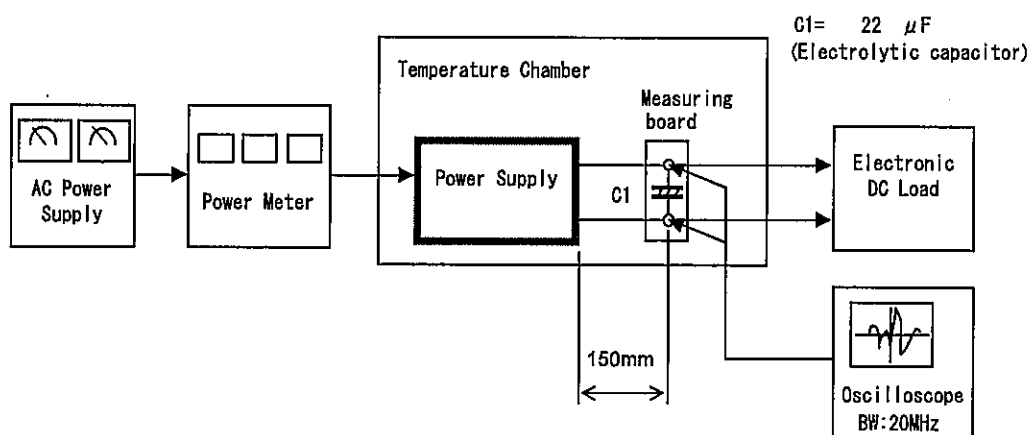 C1= 22 μF
(Electrolytic capacitor)
Temperature Chamber
Measuring
board
AC Power
Supply
Power Meter
Power Supply
C1
Electronic
DC Load
150mm
Oscilloscope
BW:20MHz